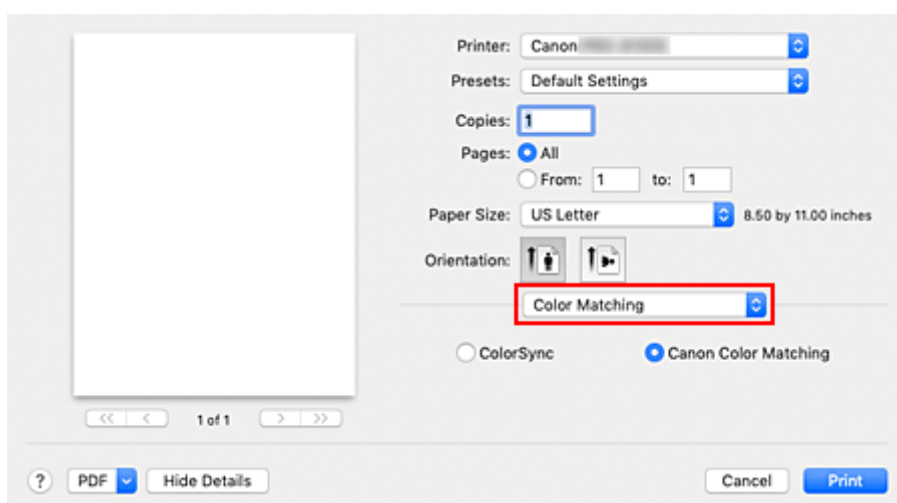 Printer: Canon
Presets: Default Settings
Copies: 1
Pages: All
From: 1 to: 1
Paper Size: US Letter 8.50 by 11.00 inches
Orientation:
Color Matching
ColorSync Canon Color Matching
<< < 1 of 1 > >>
? PDF Hide Details Cancel Print